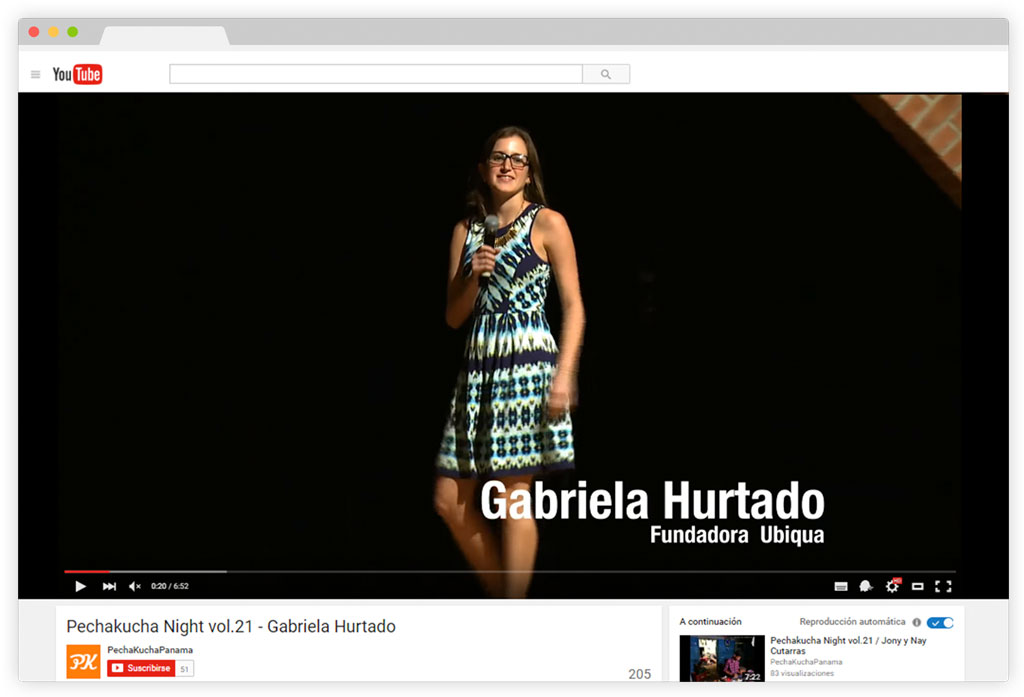 YouTube
Gabriela Hurtado
Fundadora Ubiqua
0:20 / 6:52
HD
Pechakucha Night vol.21 - Gabriela Hurtado
PK
PechaKuchaPanama
Suscribirse 51
205
A continuación
Reproducción automática
7:22
Pechakucha Night vol.21 / Jony y Nay
Cutarras
PechaKuchaPanama
83 visualizaciones